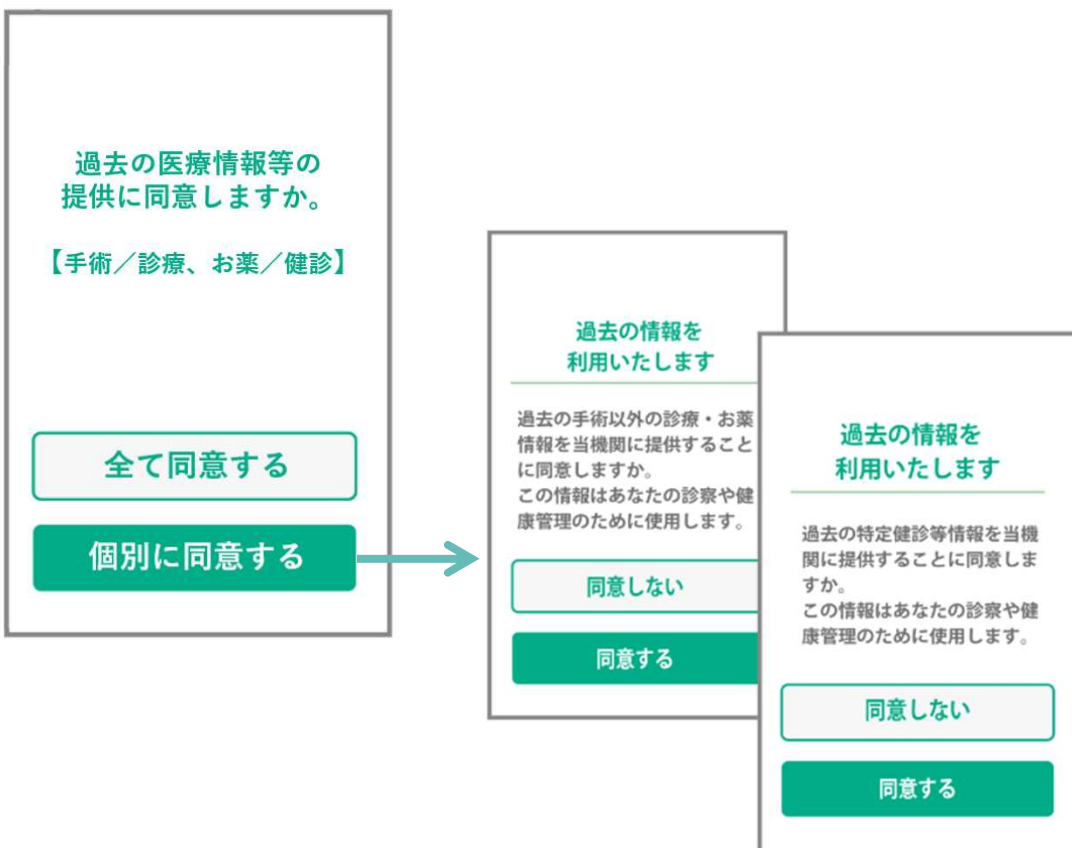 過去の医療情報等の
提供に同意しますか。
【手術／診療、お薬／健診】
全て同意する
個別に同意する
過去の情報を
利用いたします
過去の手術以外の診療・お薬
情報を当機関に提供すること
に同意しますか。
この情報はあなたの診察や健
康管理のために使用します。
同意しない
同意する
過去の情報を
利用いたします
過去の特定健診等情報を当機
関に提供することに同意しま
すか。
この情報はあなたの診察や健
康管理のために使用します。
同意しない
同意する